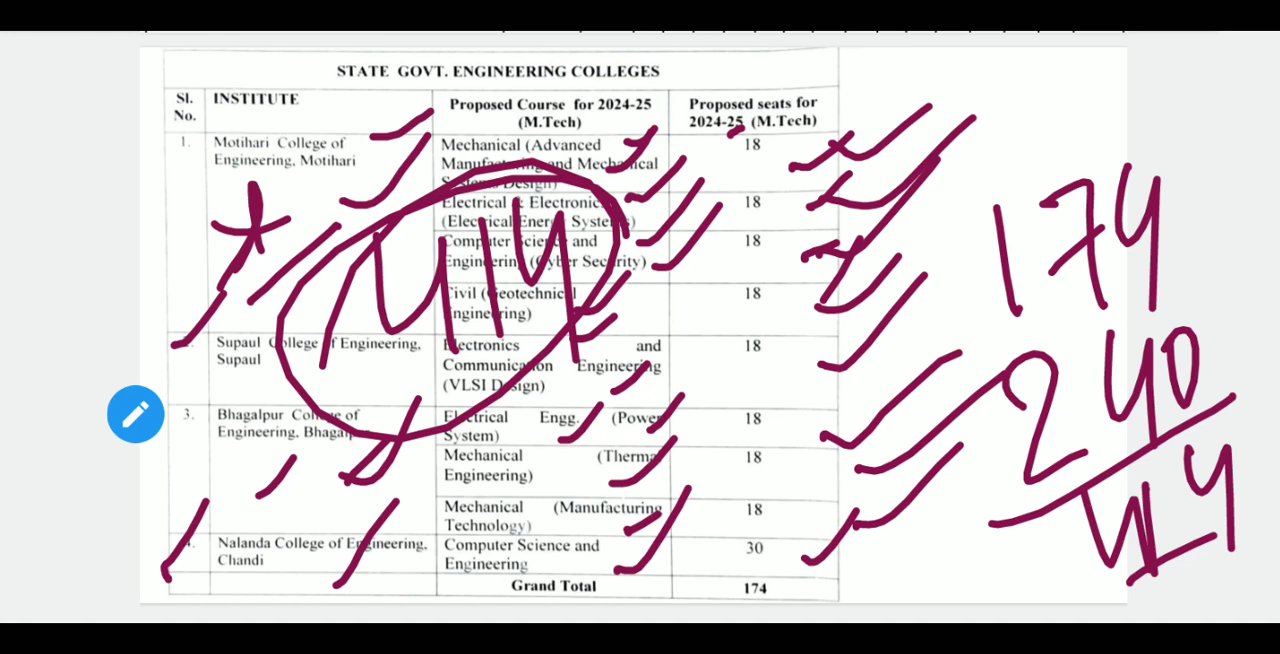 STATE GOVT. ENGINEERING COLLEGES
Sl. No. INSTITUTE Proposed Course for 2024-25 (M.Tech) Proposed seats for 2024-25 (M.Tech)
1. Motihari College of Engineering, Motihari
Mechanical (Advanced Manufacturing and Mechanical Systems Design) 18
Electrical & Electronics (Electrical Energy Systems) 18
Computer Science and Engineering (Cyber Security) 18
Civil (Geotechnical Engineering) 18
Supaul College of Engineering, Supaul
Electronics and Communication Engineering (VLSI Design) 18
3. Bhagalpur College of Engineering, Bhagalpur
Electrical Engg. (Power System) 18
Mechanical (Thermal Engineering) 18
Mechanical (Manufacturing Technology) 18
Nalanda College of Engineering, Chandi
Computer Science and Engineering 30
Grand Total 174
414
174
240
414